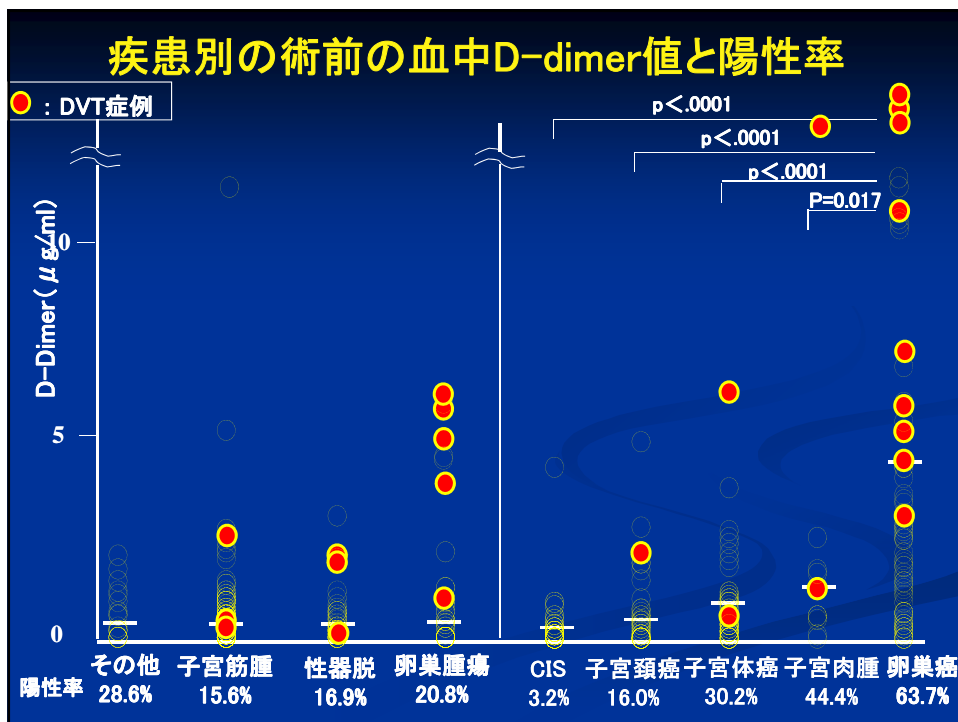 疾患別の術前の血中D-dimer値と陽性率
：DVT症例
p＜.0001
p＜.0001
p＜.0001
P=0.017
D-Dimer(μg/ml)
10
5
0
その他 子宮筋腫 性器脱 卵巣腫瘍 CIS 子宮頚癌 子宮体癌 子宮肉腫 卵巣癌
陽性率 28.6% 15.6% 16.9% 20.8% 3.2% 16.0% 30.2% 44.4% 63.7%